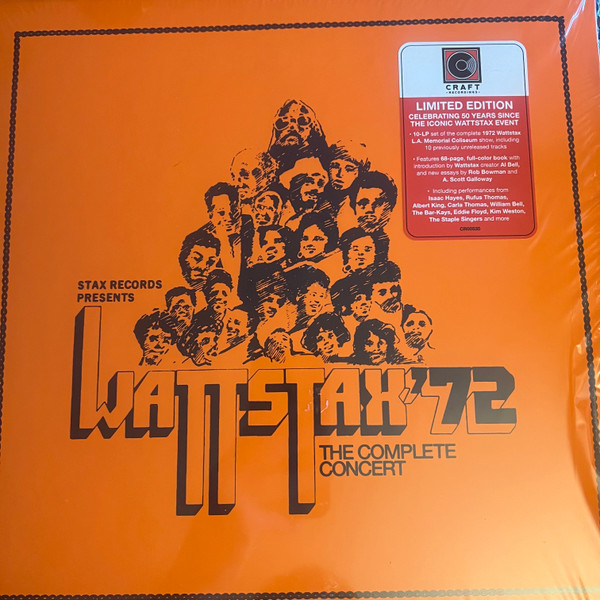 CRAFT
RECORDINGS
LIMITED EDITION
CELEBRATING 50 YEARS SINCE
THE ICONIC WATTSTAX EVENT
• 10-LP set of the complete 1972 Wattstax
L.A. Memorial Coliseum show, including
10 previously unreleased tracks
• Features 68-page, full-color book with
introduction by Wattstax creator Al Bell,
and new essays by Rob Bowman and
A. Scott Galloway
• Including performances from
Isaac Hayes, Rufus Thomas,
Albert King, Carla Thomas, William Bell,
The Bar-Kays, Eddie Floyd, Kim Weston,
The Staple Singers and more
STAX RECORDS
PRESENTS
WATTSTAX '72
THE COMPLETE
CONCERT